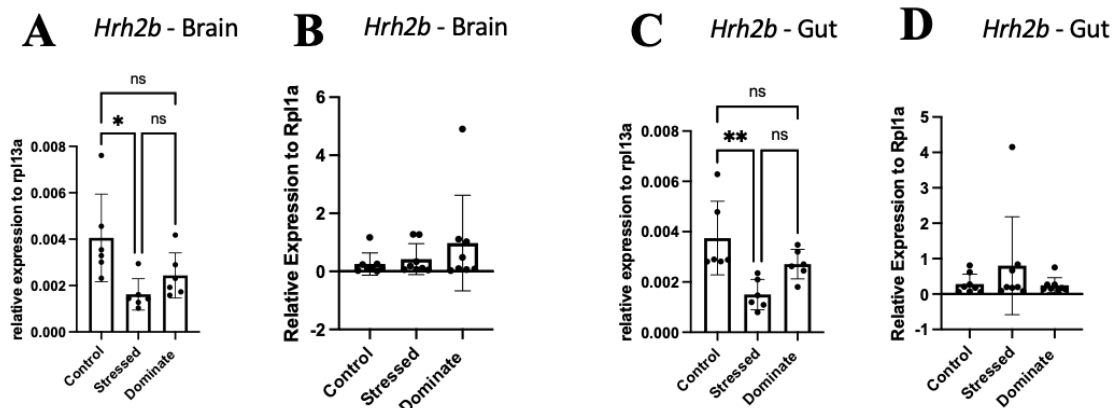 A
Hrh2b - Brain
ns
*
ns
relative expression to rpl13a
0.008
0.006
0.004
0.002
0.000
Control
Stressed
Dominate
B
Hrh2b - Brain
Relative Expression to Rpl1a
6
4
2
0
-2
Control
Stressed
Dominate
C
Hrh2b - Gut
ns
**
ns
relative expression to rpl13a
0.008
0.006
0.004
0.002
0.000
Control
Stressed
Dominate
D
Hrh2b - Gut
Relative Expression to Rpl1a
5
4
3
2
1
0
-1
Control
Stressed
Dominate